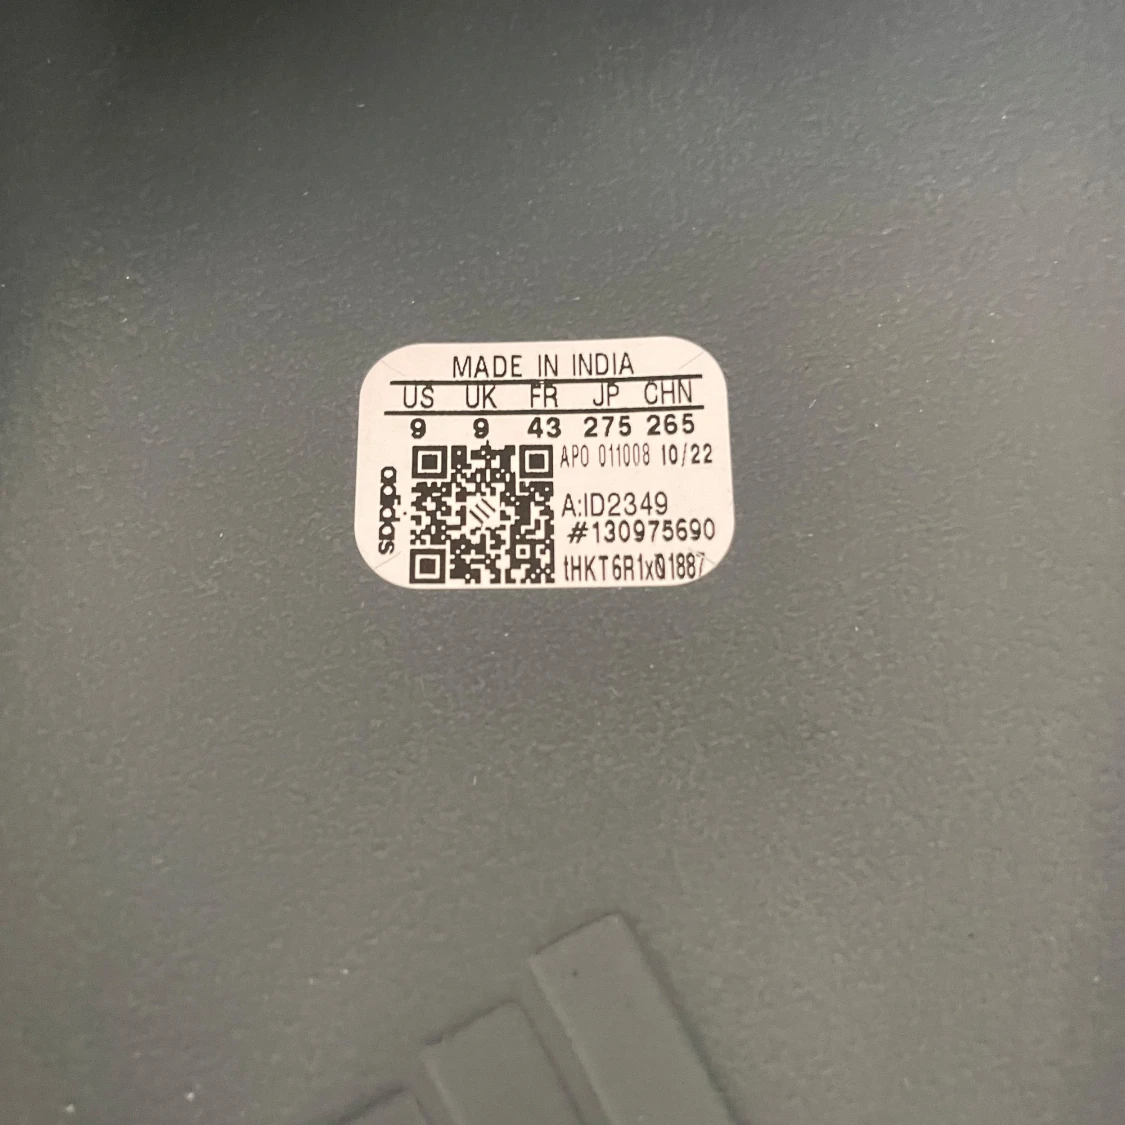 MADE IN INDIA
US UK FR JP CHN
9 9 43 275 265
adidas
APO 011008 10/22
A:ID2349
#130975690
tHKT6R1x01887